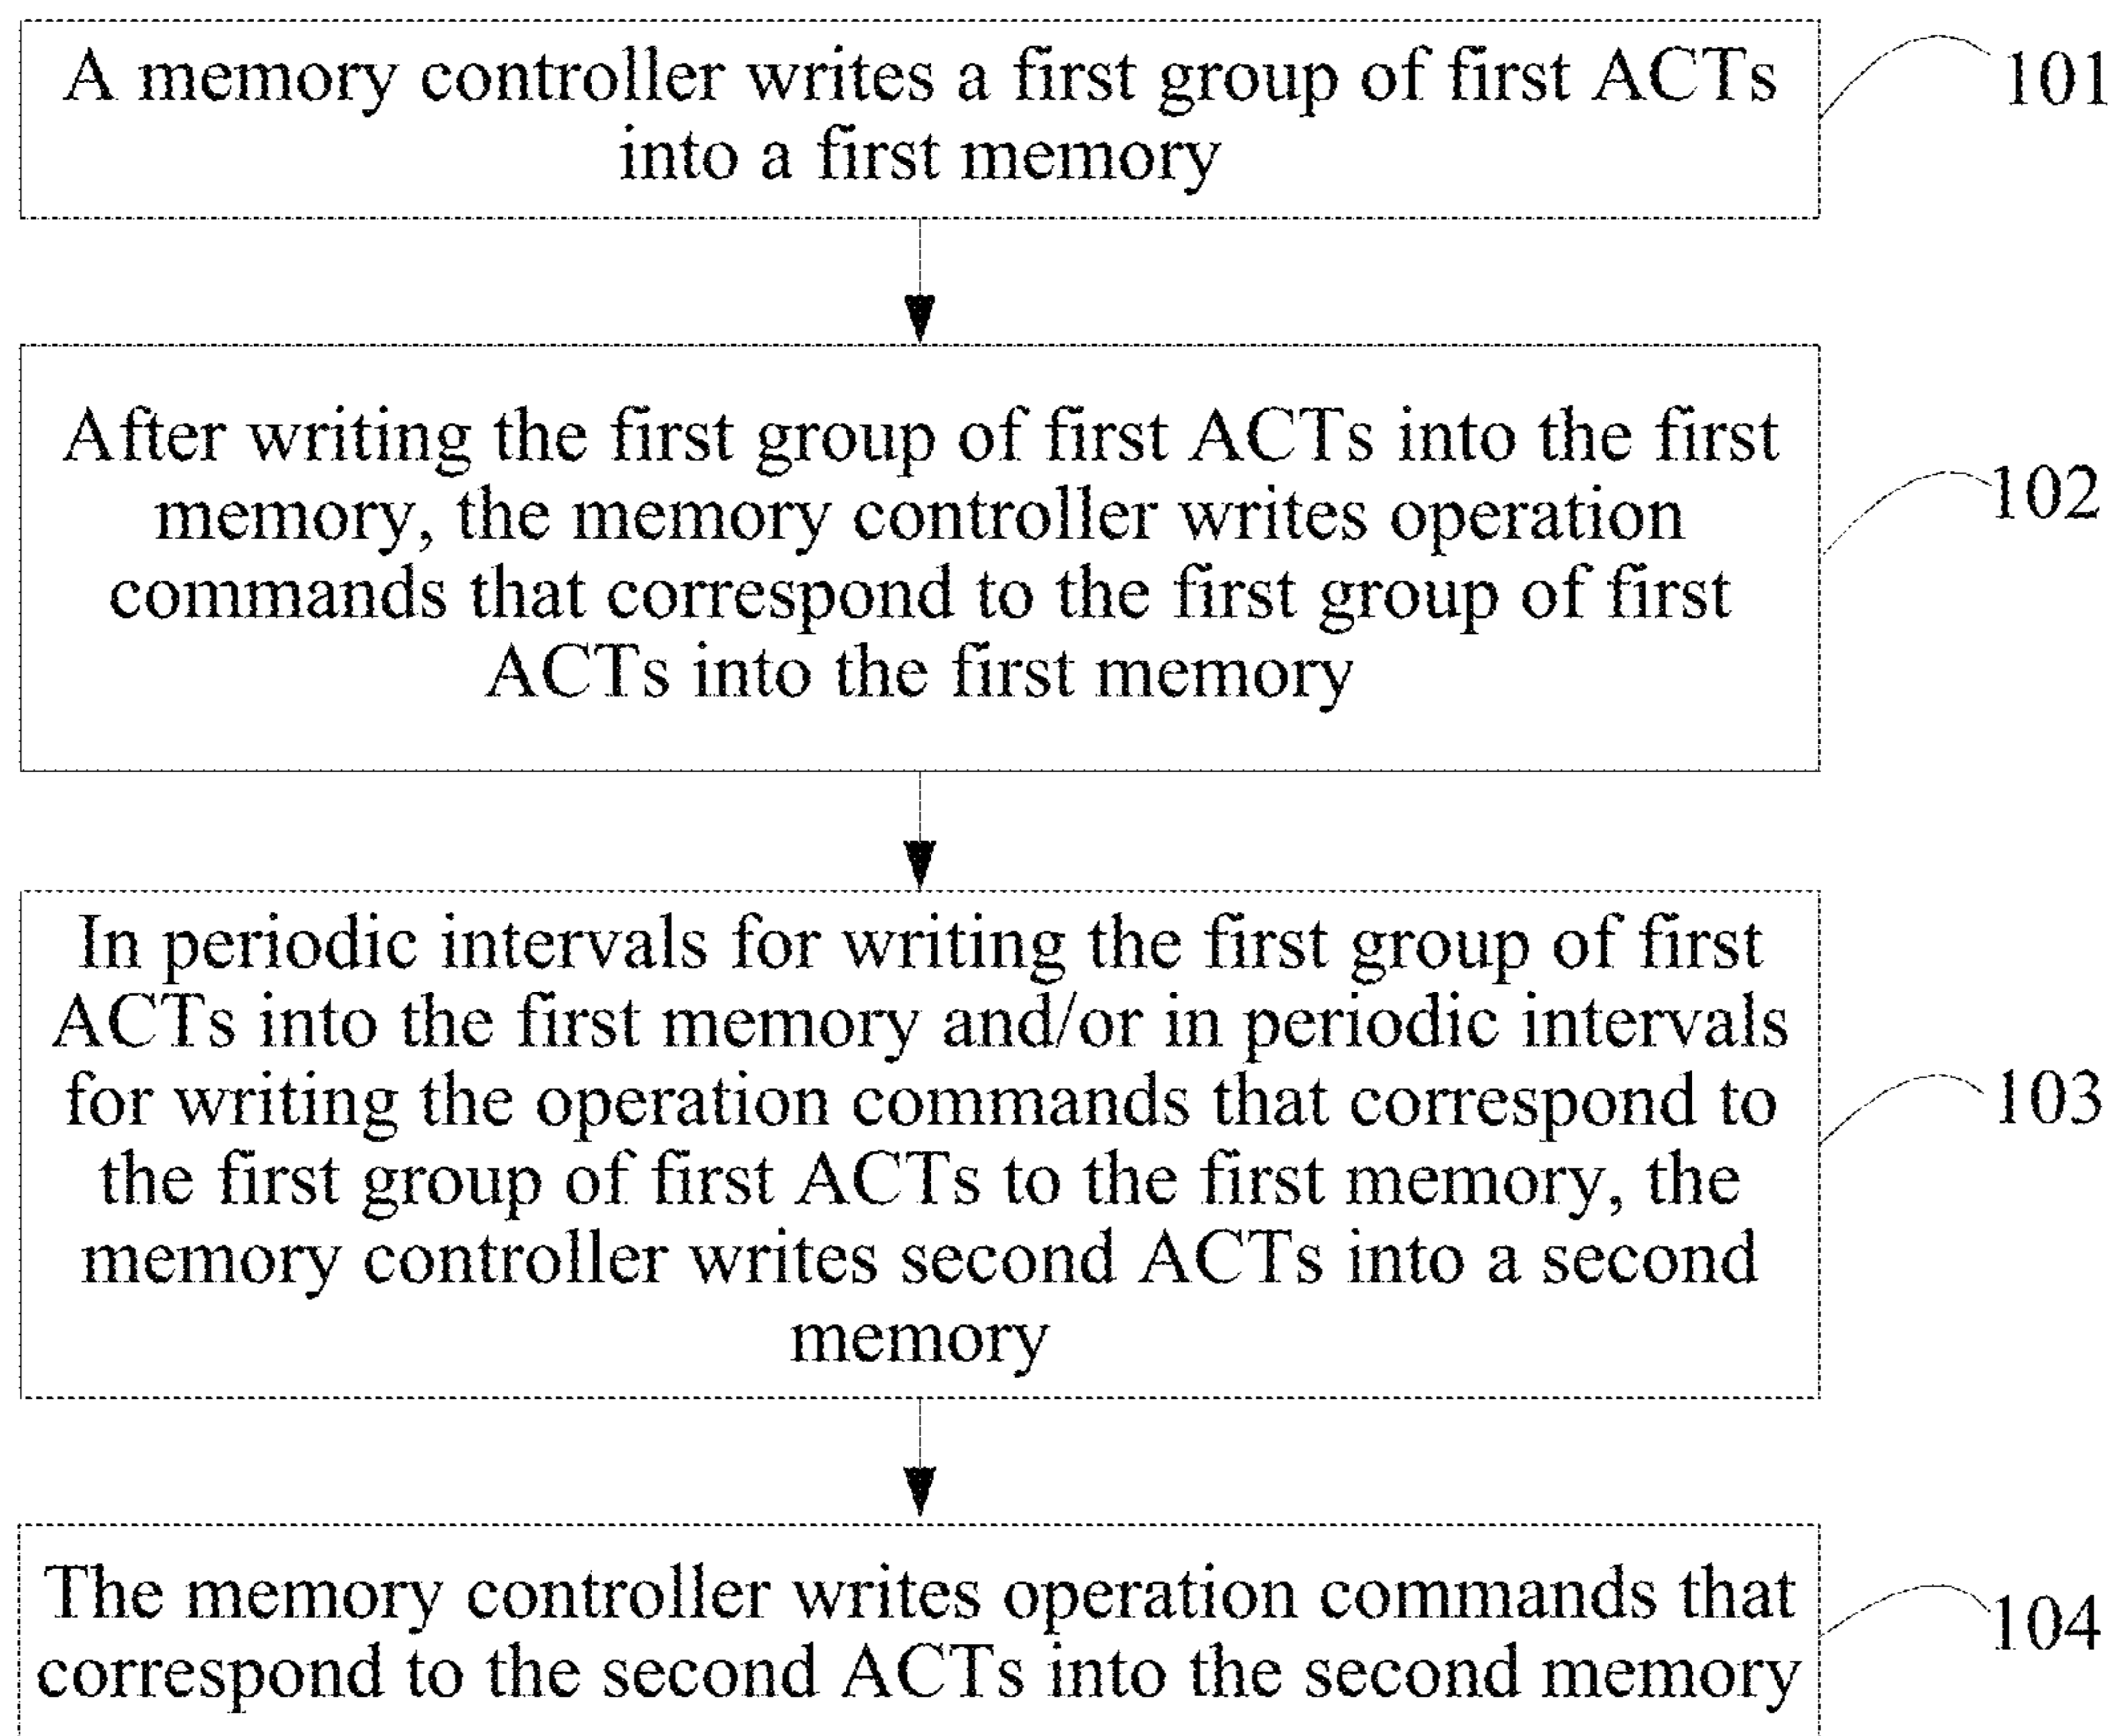 A memory controller writes a first group of first ACTs
into a first memory
101
After writing the first group of first ACTs into the first
memory, the memory controller writes operation
commands that correspond to the first group of first
ACTs into the first memory
102
In periodic intervals for writing the first group of first
ACTs into the first memory and/or in periodic intervals
for writing the operation commands that correspond to
the first group of first ACTs to the first memory, the
memory controller writes second ACTs into a second
memory
103
The memory controller writes operation commands that
correspond to the second ACTs into the second memory
104